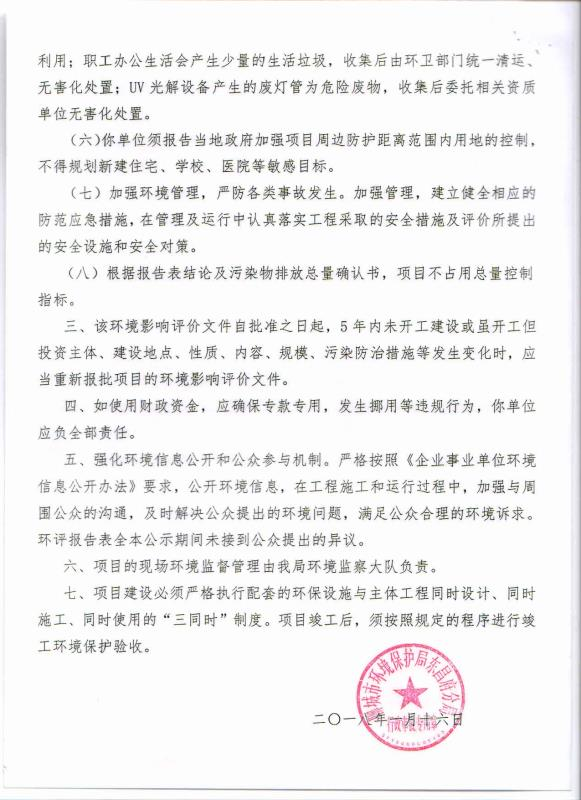 利用；职工办公生活会产生少量的生活垃圾，收集后由环卫部门统一清运、
无害化处置；UV 光解设备产生的废灯管为危险废物，收集后委托相关资质
单位无害化处置。
（六）你单位须报告当地政府加强项目周边防护距离范围内用地的控制，
不得规划新建住宅、学校、医院等敏感目标。
（七）加强环境管理，严防各类事故发生。加强管理，建立健全相应的
防范应急措施，在管理及运行中认真落实工程采取的安全措施及评价所提出
的安全设施和安全对策。
（八）根据报告表结论及污染物排放总量确认书，项目不占用总量控制
指标。
三、该环境影响评价文件自批准之日起，5 年内未开工建设或虽开工但
投资主体、建设地点、性质、内容、规模、污染防治措施等发生变化时，应
当重新报批项目的环境影响评价文件。
四、如使用财政资金，应确保专款专用，发生挪用等违规行为，你单位
应负全部责任。
五、强化环境信息公开和公众参与机制。严格按照《企业事业单位环境
信息公开办法》要求，公开环境信息，在工程施工和运行过程中，加强与周
围公众的沟通，及时解决公众提出的环境问题，满足公众合理的环境诉求。
环评报告表全本公示期间未接到公众提出的异议。
六、项目的现场环境监督管理由我局环境监察大队负责。
七、项目建设必须严格执行配套的环保设施与主体工程同时设计、同时
施工、同时使用的“三同时”制度。项目竣工后，须按照规定的程序进行竣
工环境保护验收。
城市环境保护局东昌府分局
二〇一八年 月十六日